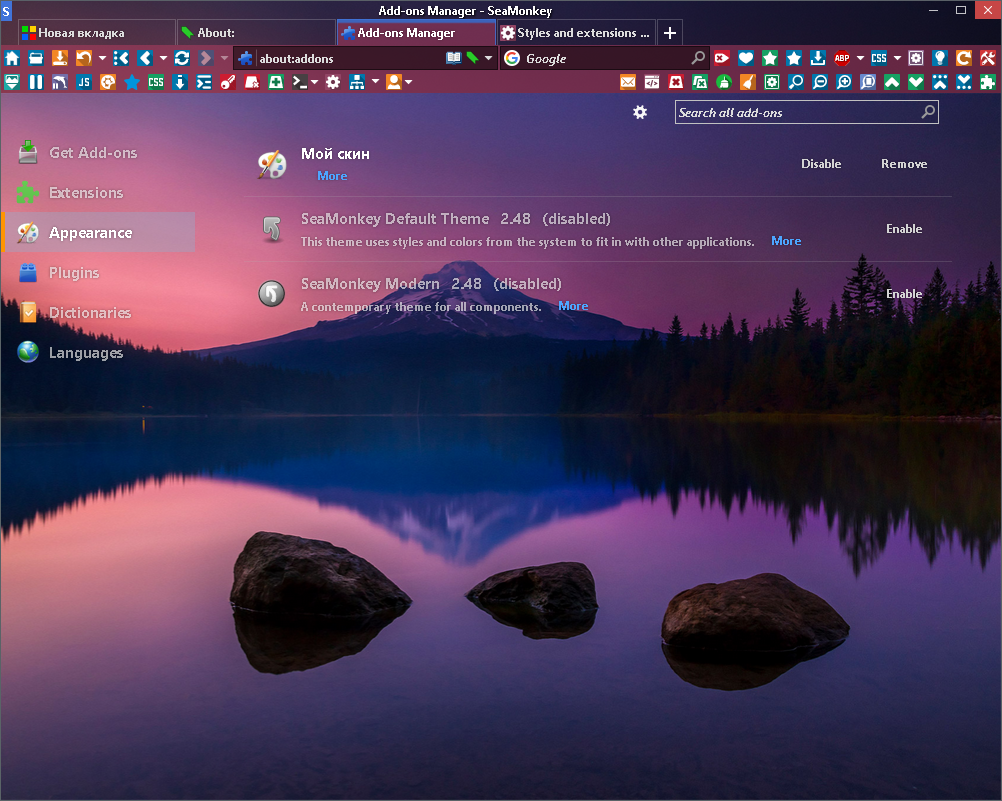 S
Add-ons Manager - SeaMonkey
Новая вкладка
About:
Add-ons Manager
Styles and extensions ...
about:addons
Google
ABP
CSS
JS
CSS
Search all add-ons
Get Add-ons
Extensions
Appearance
Plugins
Dictionaries
Languages
Мой скин
More
Disable
Remove
SeaMonkey Default Theme 2.48 (disabled)
This theme uses styles and colors from the system to fit in with other applications. More
Enable
SeaMonkey Modern 2.48 (disabled)
A contemporary theme for all components. More
Enable